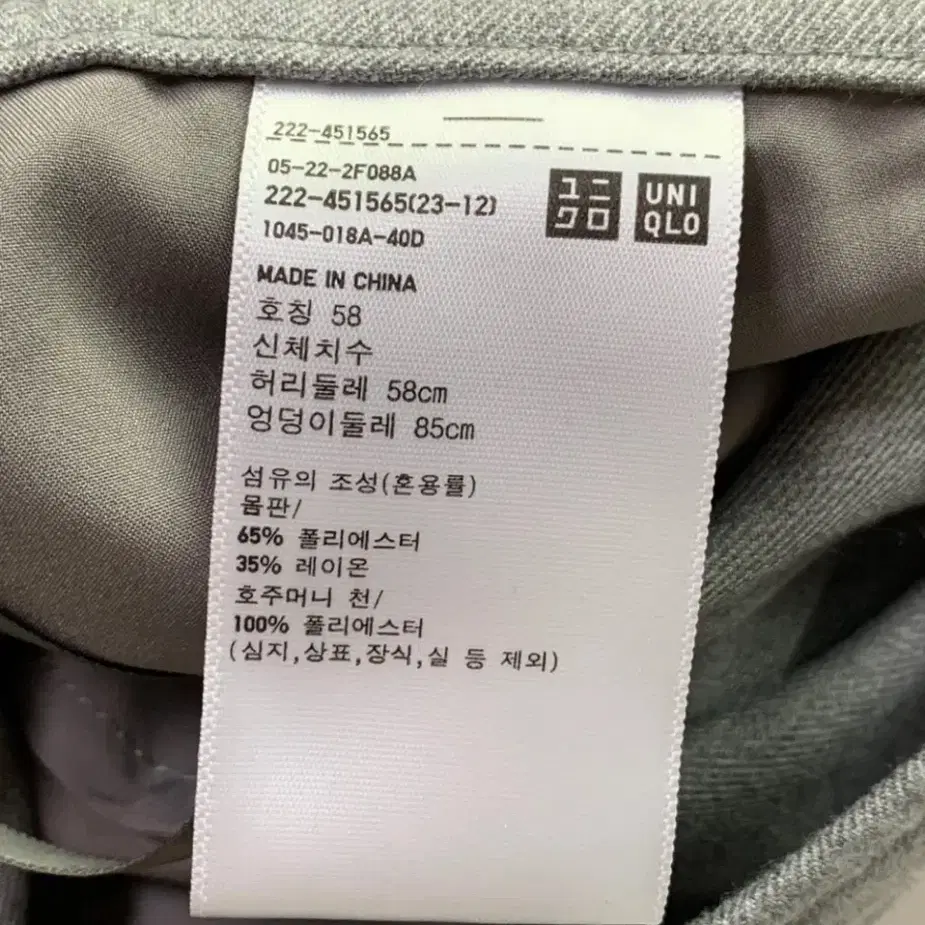 222-451565
05-22-2F088A
222-451565(23-12)
1045-018A-40D
ユニ
クロ
UNI
QLO
MADE IN CHINA
호칭 58
신체치수
허리둘레 58cm
엉덩이둘레 85cm
섬유의 조성(혼용률)
몸판/
65% 폴리에스터
35% 레이온
호주머니 천/
100% 폴리에스터
(심지,상표,장식,실 등 제외)